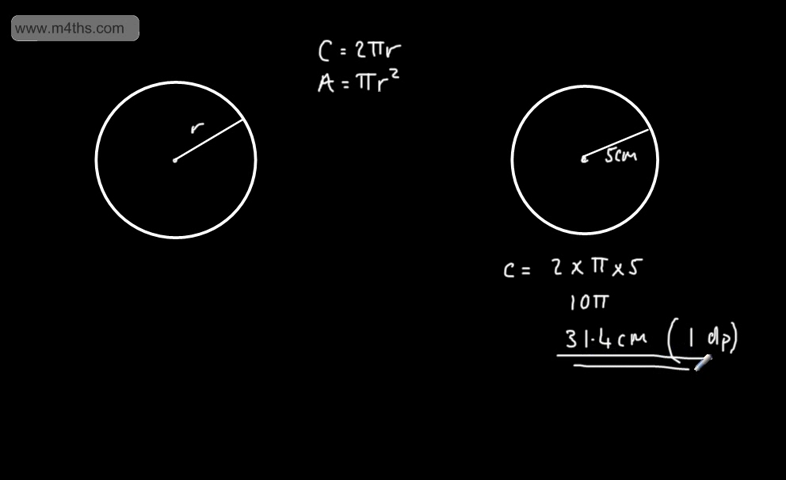 www.m4ths.com
C = 2πr
A = πr²
r
5cm
C = 2 × π × 5
10π
31.4cm (1 dp)